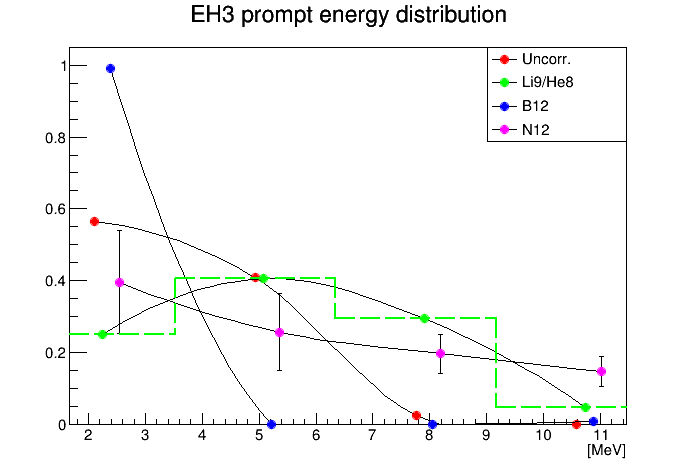 EH3 prompt energy distribution
Uncorr.
Li9/He8
B12
N12
1
0.8
0.6
0.4
0.2
0
2 3 4 5 6 7 8 9 10 11
[MeV]